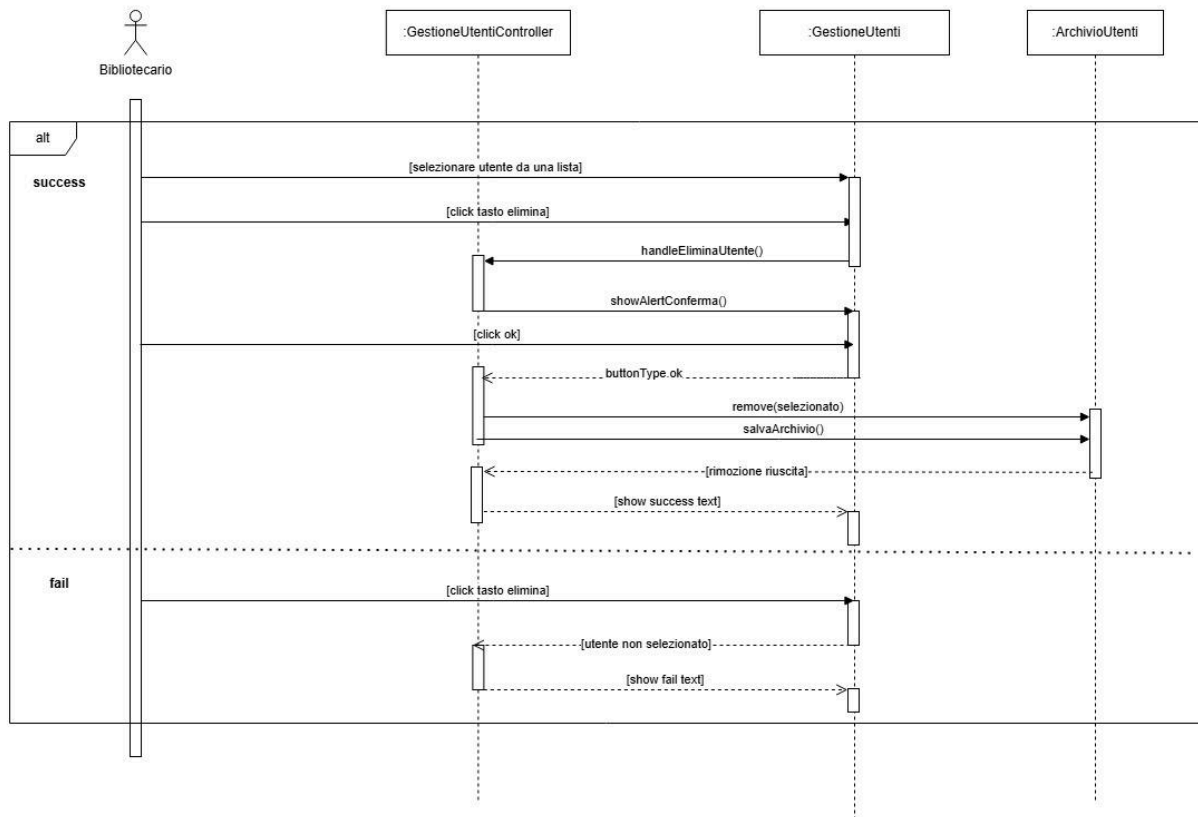 :GestioneUtentiController
:GestioneUtenti
:ArchivioUtenti
Bibliotecario
alt
success
[selezionare utente da una lista]
[click tasto elimina]
handleEliminaUtente()
showAlertConferma()
[click ok]
buttonType.ok
remove(selezionato)
salvaArchivio()
[rimozione riuscita]
[show success text]
fail
[click tasto elimina]
[utente non selezionato]
[show fail text]